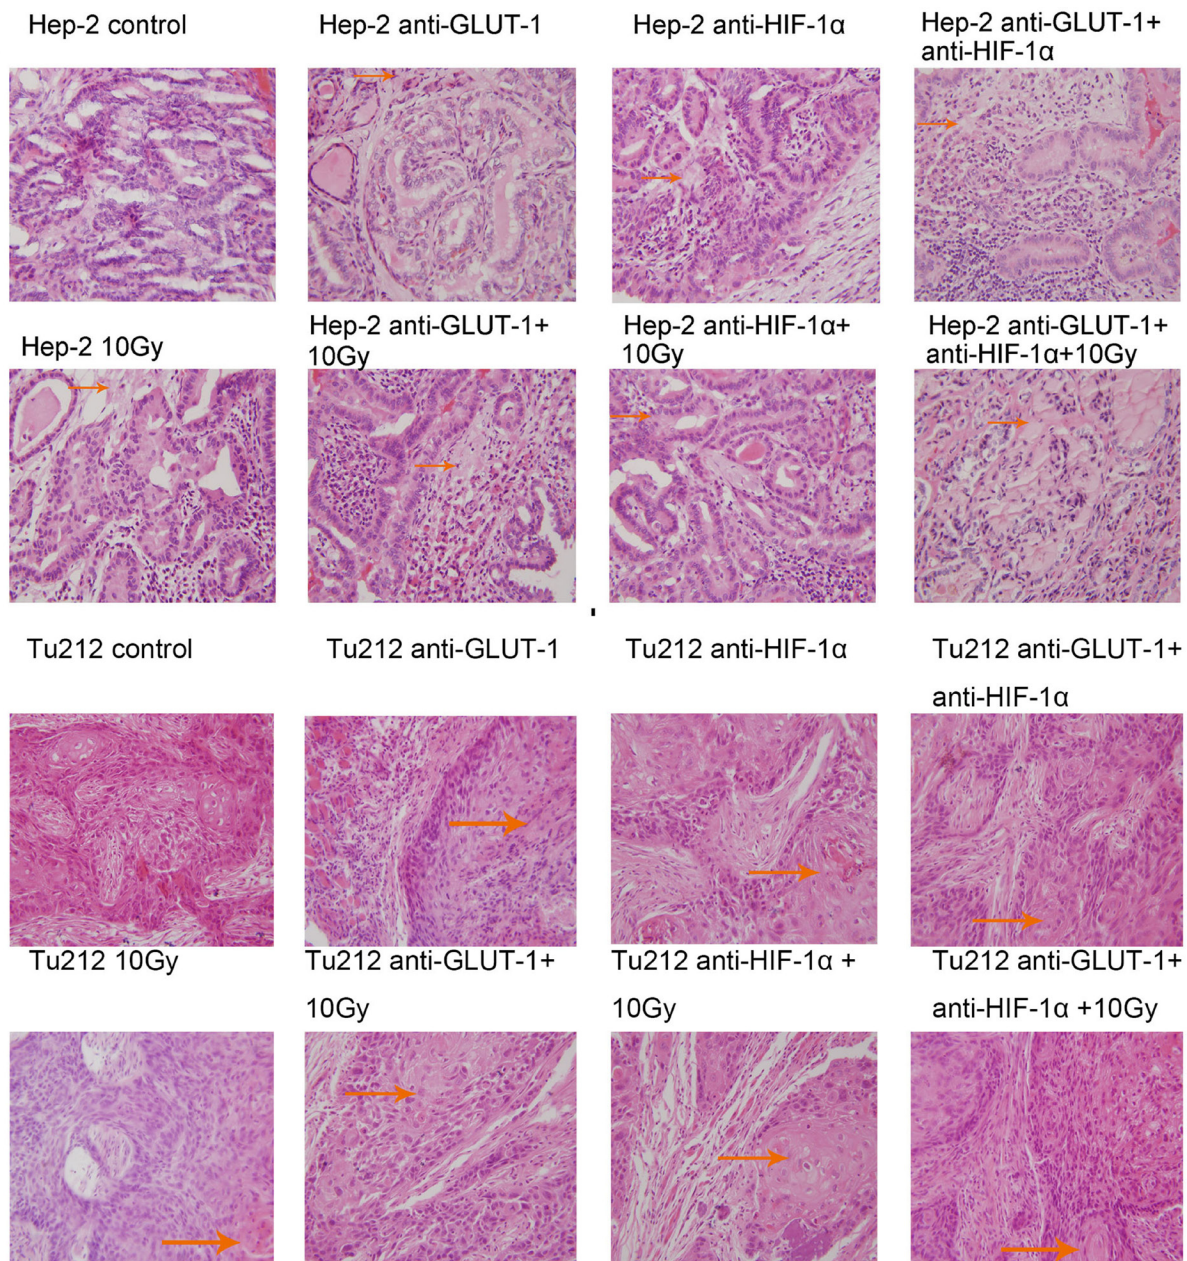 Hep-2 control
Hep-2 anti-GLUT-1
Hep-2 anti-HIF-1α
Hep-2 anti-GLUT-1+
anti-HIF-1α
Hep-2 10Gy
Hep-2 anti-GLUT-1+
10Gy
Hep-2 anti-HIF-1α+
10Gy
Hep-2 anti-GLUT-1+
anti-HIF-1α+10Gy
Tu212 control
Tu212 anti-GLUT-1
Tu212 anti-HIF-1α
Tu212 anti-GLUT-1+
anti-HIF-1α
Tu212 10Gy
Tu212 anti-GLUT-1+
10Gy
Tu212 anti-HIF-1α +
10Gy
Tu212 anti-GLUT-1+
anti-HIF-1α +10Gy